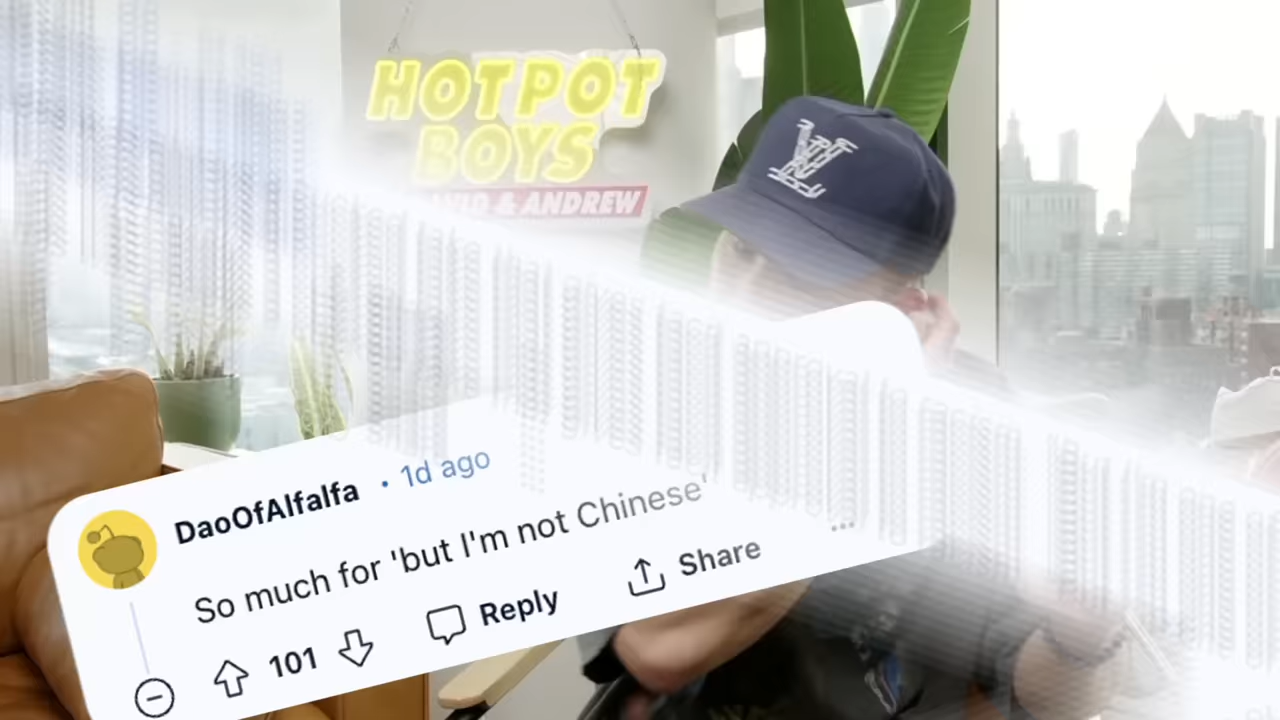 HOTPOT
BOYS
& ANDREW
DaoOfAlfalfa • 1d ago
So much for 'but I'm not Chinese'
101 Reply Share ...